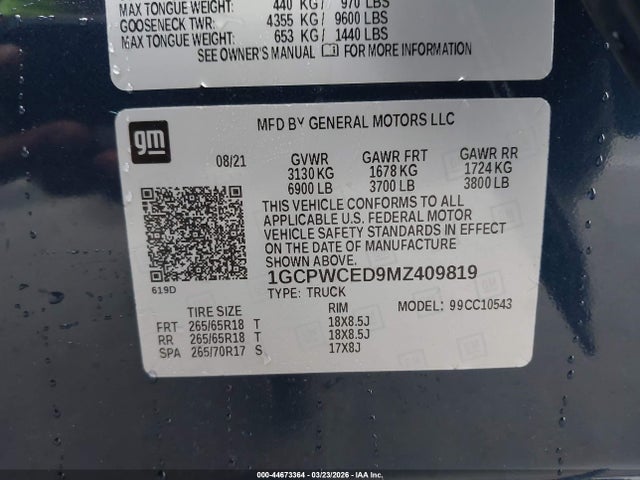 MAX TONGUE WEIGHT: 440 KG / 970 LBS
GOOSENECK TWR: 4355 KG / 9600 LBS
MAX TONGUE WEIGHT: 653 KG / 1440 LBS
SEE OWNER'S MANUAL FOR MORE INFORMATION
gm
MFD BY GENERAL MOTORS LLC
08/21 GVWR GAWR FRT GAWR RR
3130 KG 1678 KG 1724 KG
6900 LB 3700 LB 3800 LB
THIS VEHICLE CONFORMS TO ALL
APPLICABLE U.S. FEDERAL MOTOR
VEHICLE SAFETY STANDARDS IN EFFECT
ON THE DATE OF MANUFACTURE
SHOWN ABOVE.
619D
1GCPWCED9MZ409819
TYPE: TRUCK
MODEL: 99CC10543
TIRE SIZE RIM
FRT 265/65R18 T 18X8.5J
RR 265/65R18 T 18X8.5J
SPA 265/70R17 S 17X8J
000-44673364 | 03/23/2026 - IAA Inc.